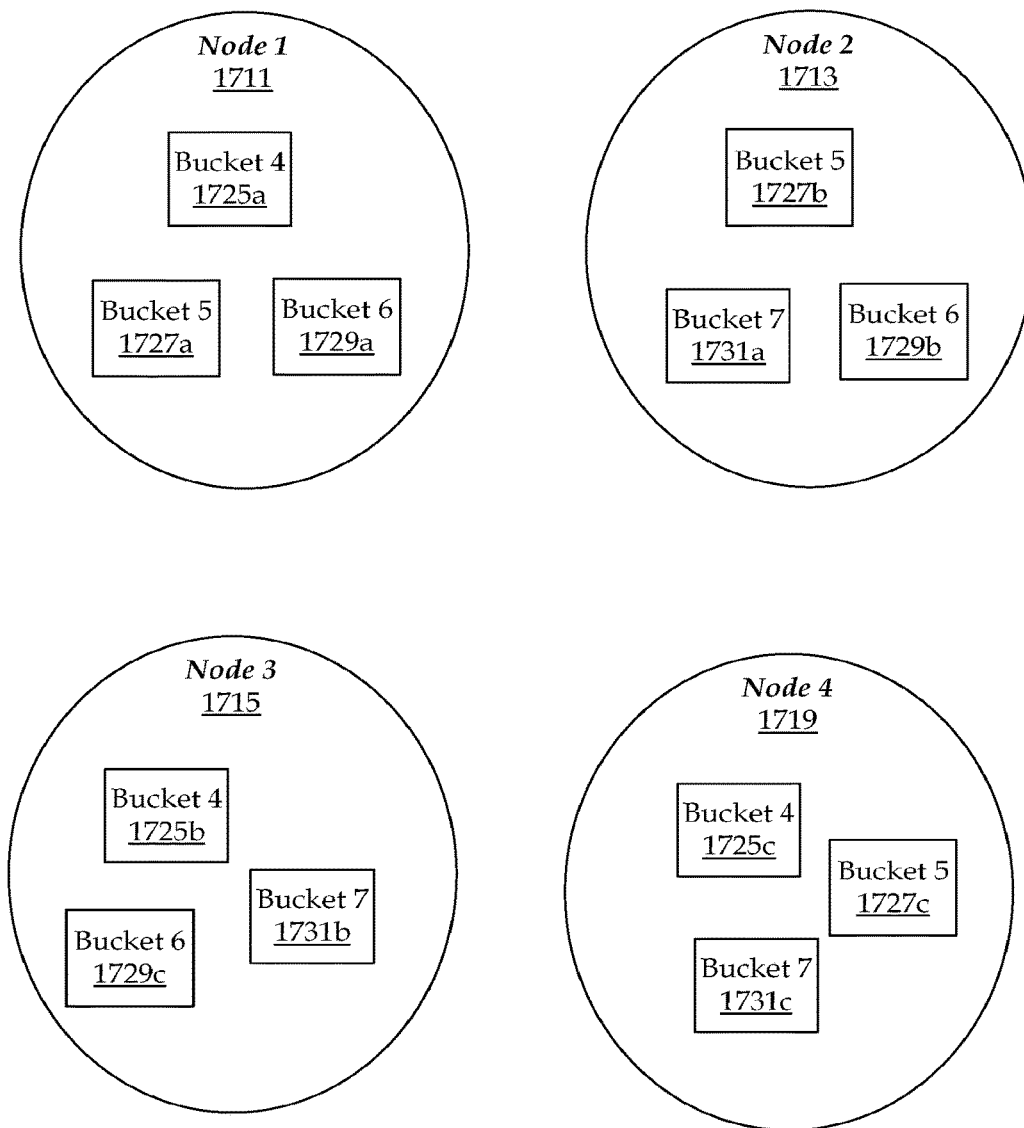 Node 1
1711
Bucket 4
1725a
Bucket 5
1727a
Bucket 6
1729a
Node 2
1713
Bucket 5
1727b
Bucket 7
1731a
Bucket 6
1729b
Node 3
1715
Bucket 4
1725b
Bucket 7
1731b
Bucket 6
1729c
Node 4
1719
Bucket 4
1725c
Bucket 5
1727c
Bucket 7
1731c